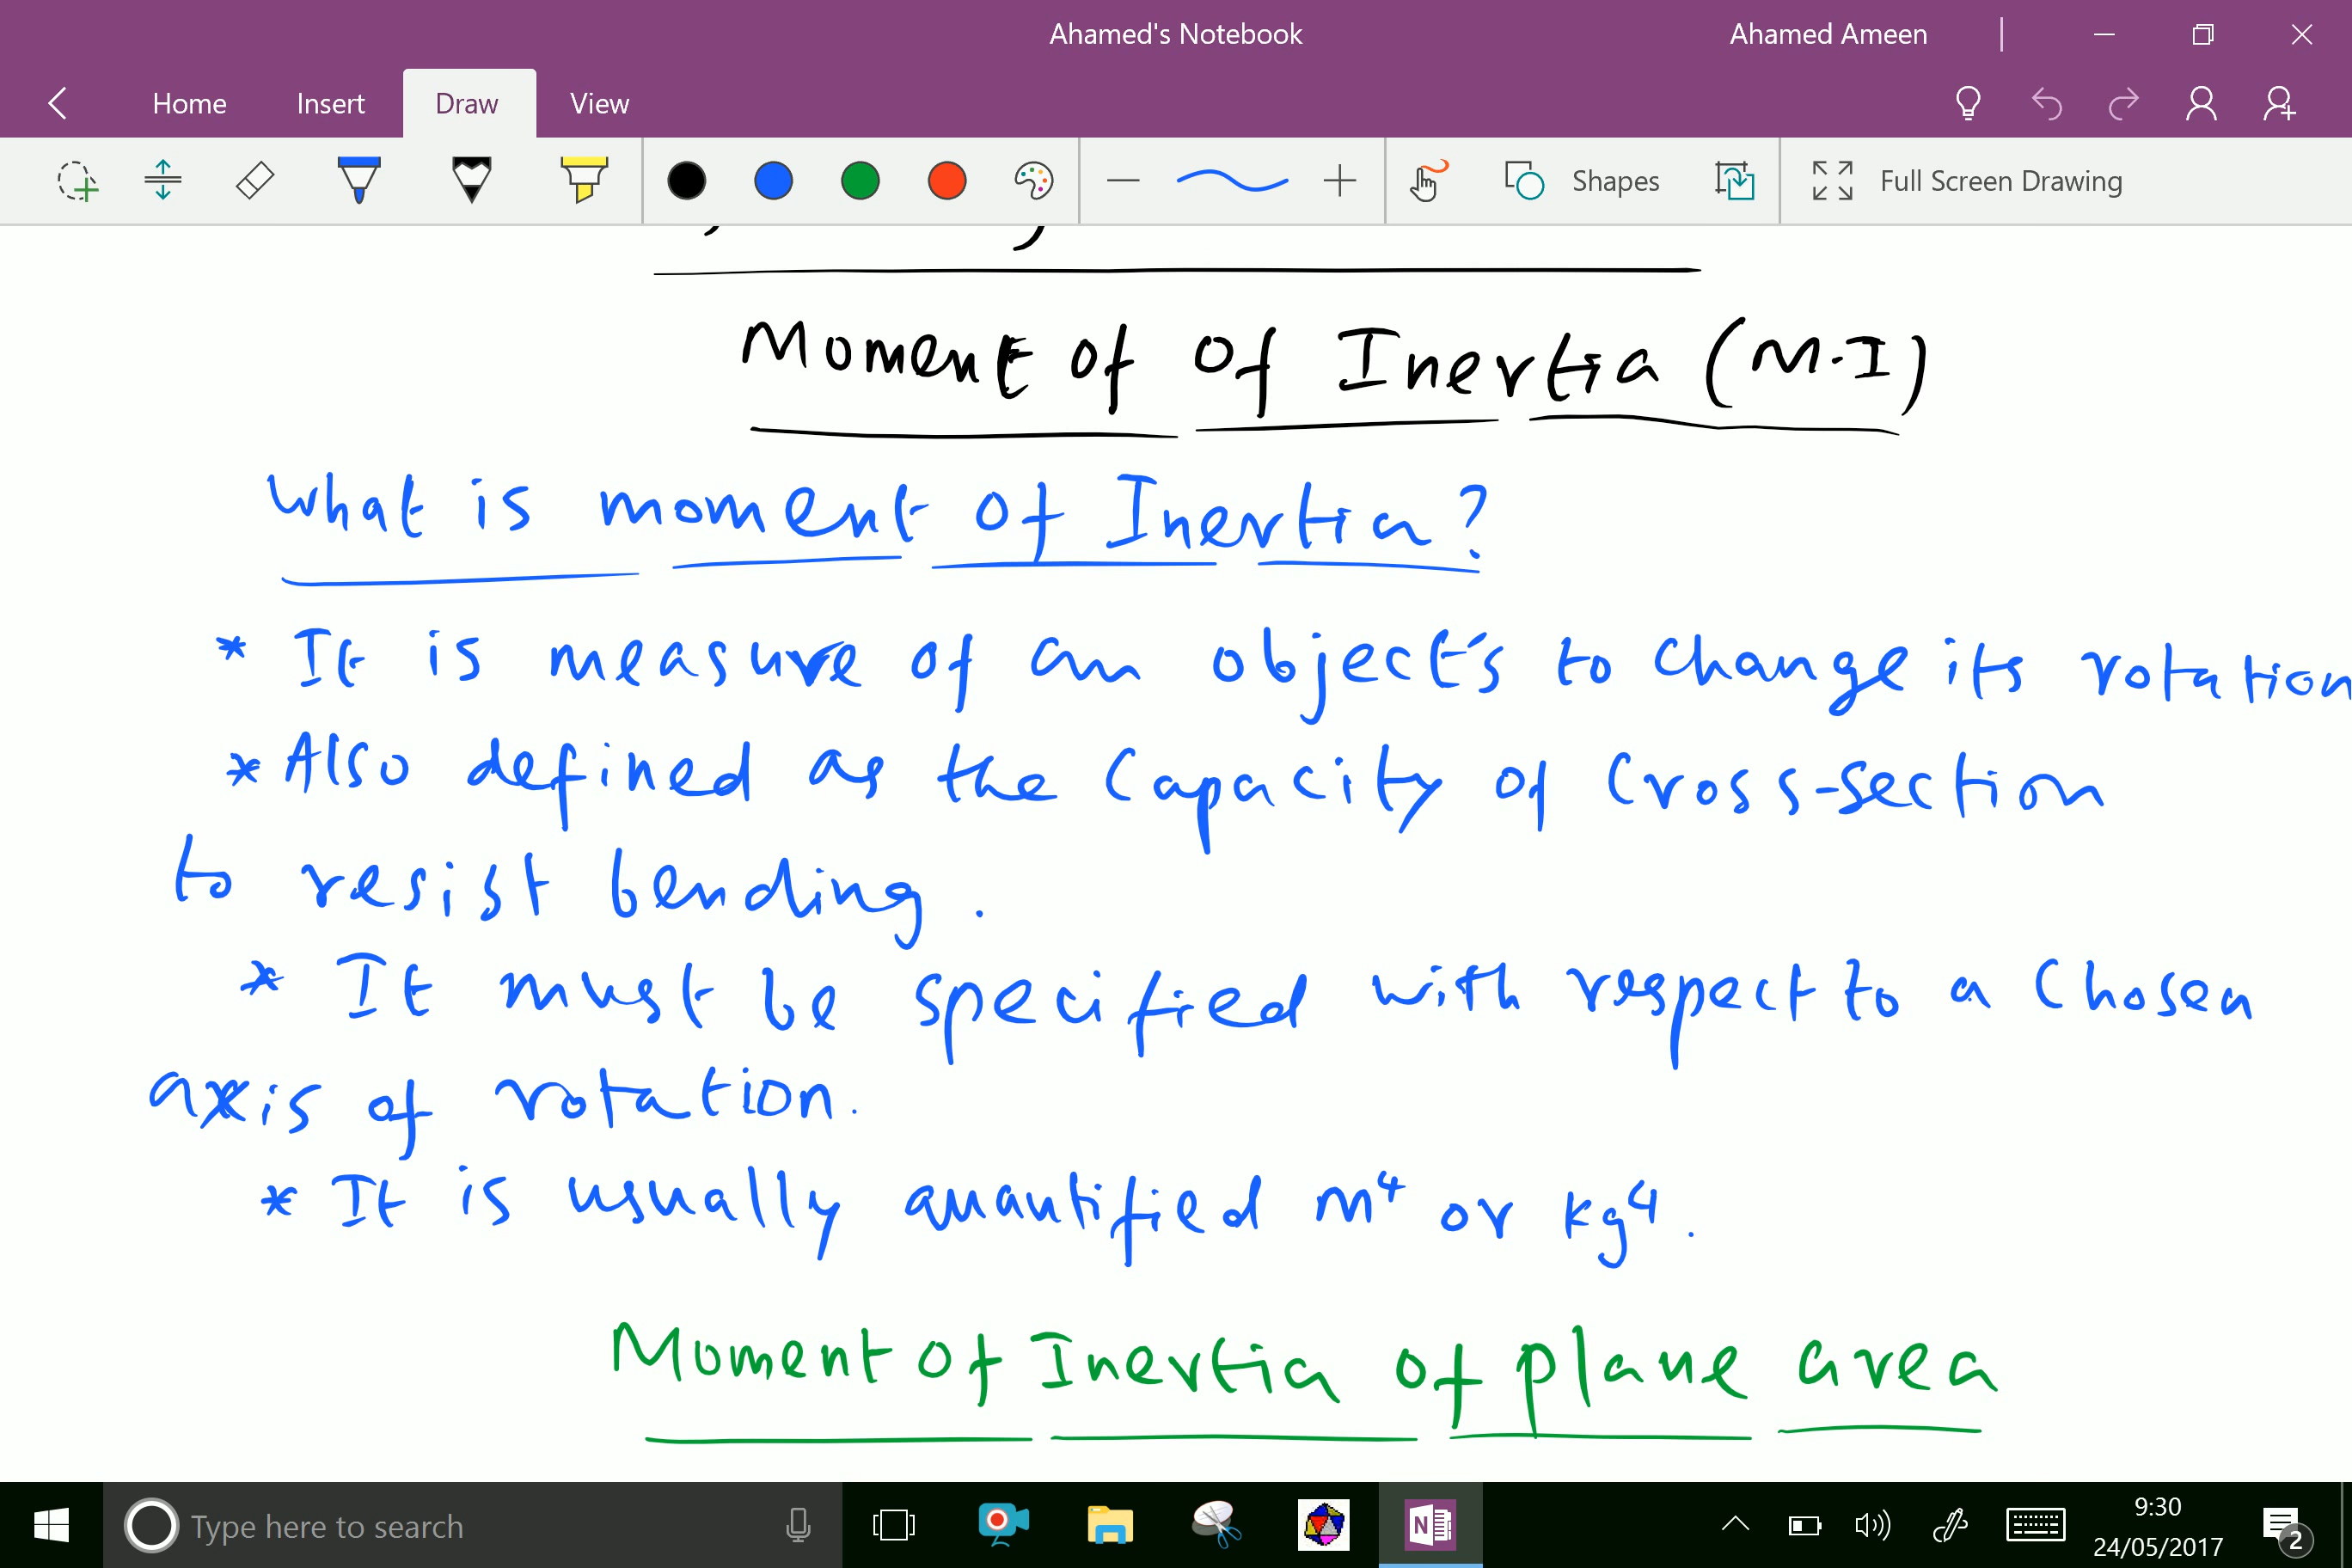 Ahamed's Notebook
Ahamed Ameen
Home Insert Draw View
Shapes
Full Screen Drawing
Moment of of Inertia (M.I)
what is moment of Inertia?
* It is measure of an object's to change its rotation
* Also defined as the Capacity of Cross-section
to resist bending.
* It must be specified with respect to a Chosen
axis of rotation.
* It is usually quantified m⁴ or kg⁴.
Moment of Inertia of plane area
Type here to search
N
9:30
24/05/2017
2